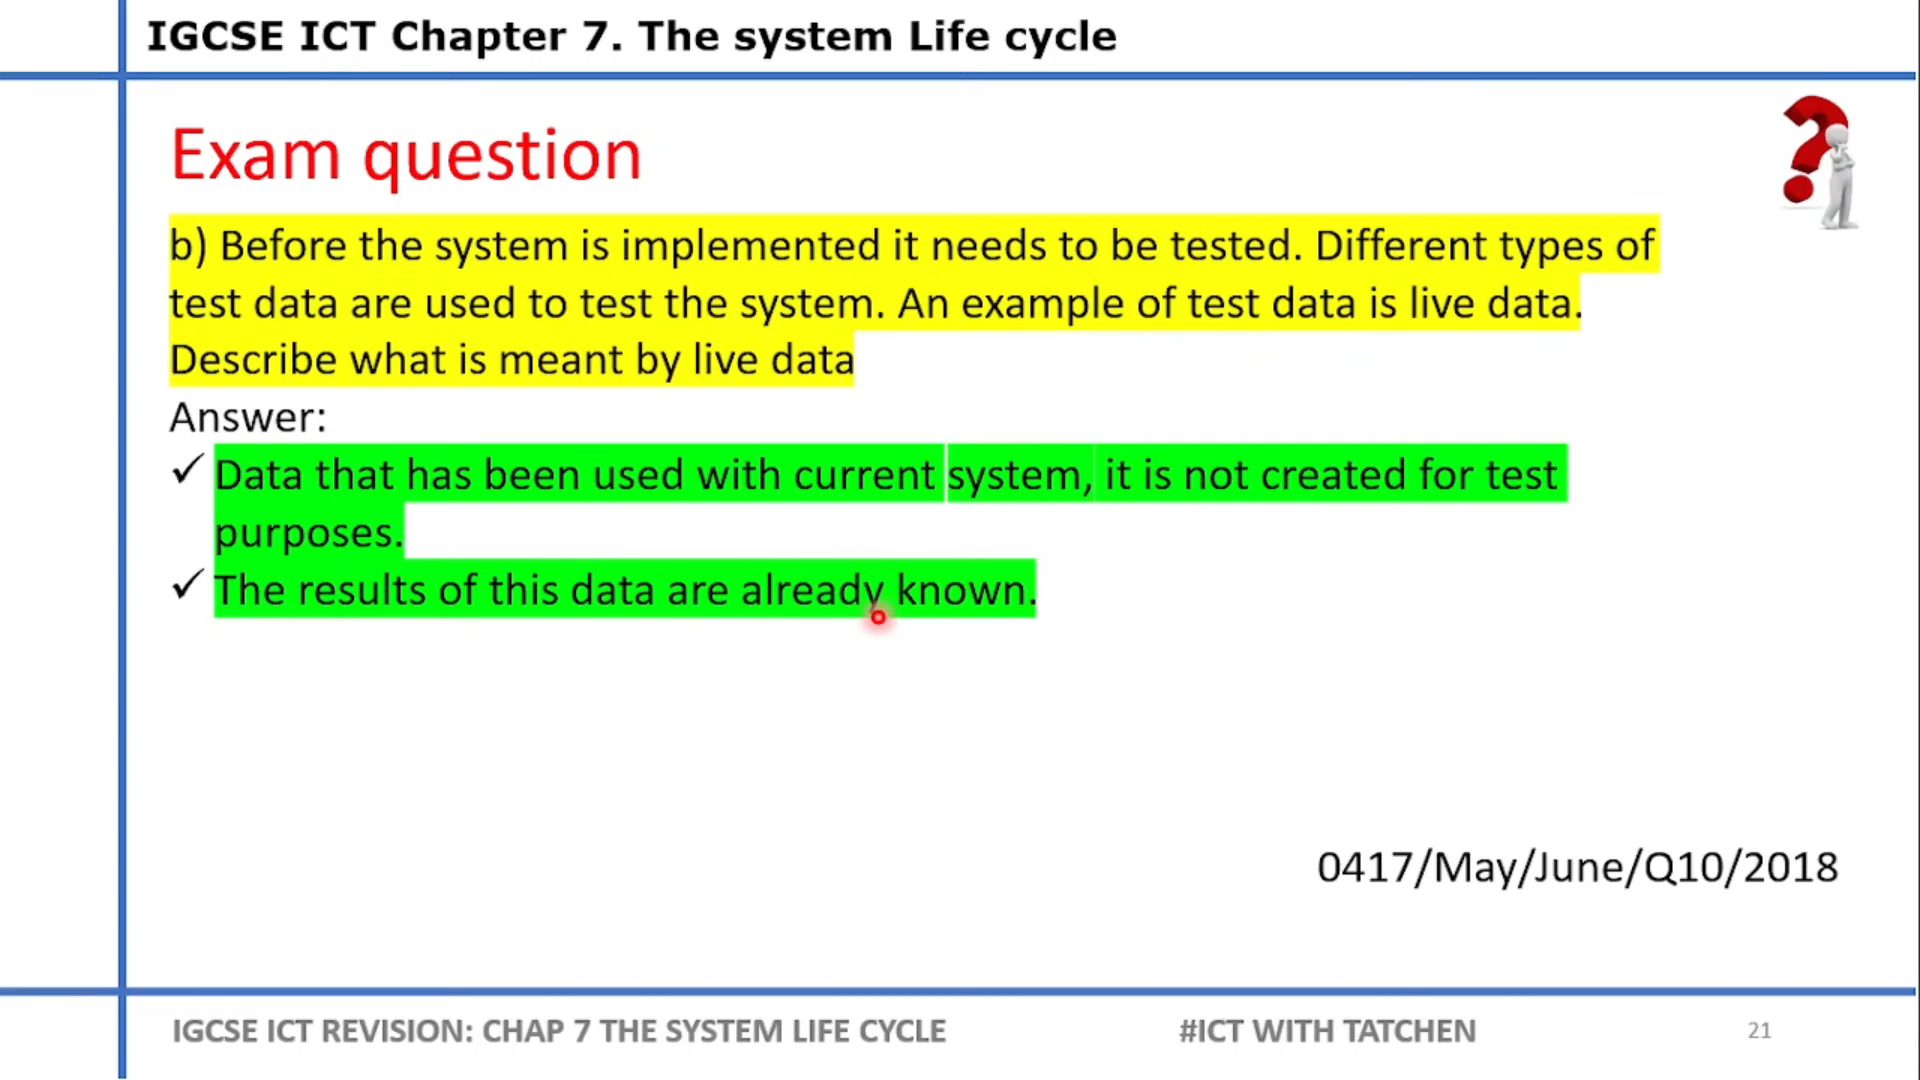 IGCSE ICT Chapter 7. The system Life cycle
Exam question
b) Before the system is implemented it needs to be tested. Different types of
test data are used to test the system. An example of test data is live data.
Describe what is meant by live data
Answer:
✓ Data that has been used with current system, it is not created for test
purposes.
✓ The results of this data are already known.
0417/May/June/Q10/2018
IGCSE ICT REVISION: CHAP 7 THE SYSTEM LIFE CYCLE #ICT WITH TATCHEN 21